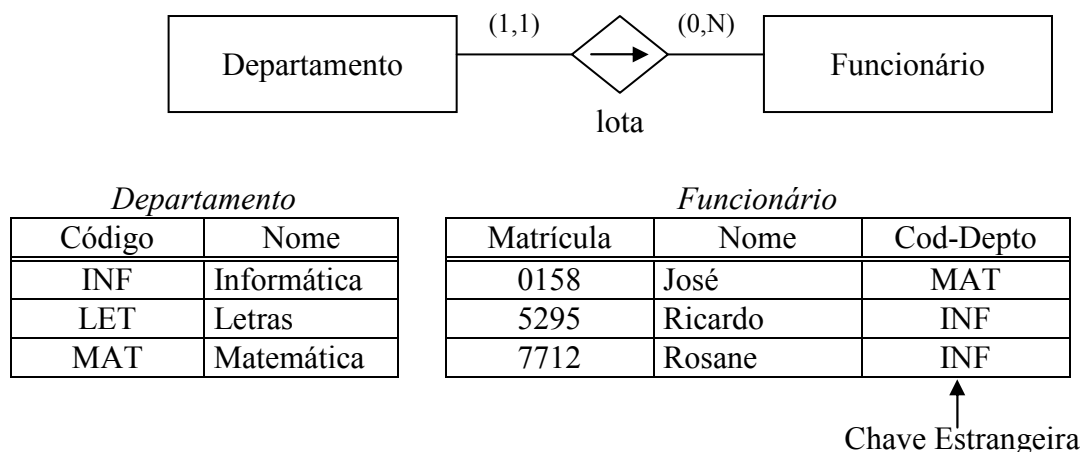 (1,1) (0,N)
Departamento Funcionário
lota
Departamento Funcionário
Código Nome Matrícula Nome Cod-Depto
INF Informática 0158 José MAT
LET Letras 5295 Ricardo INF
MAT Matemática 7712 Rosane INF
Chave Estrangeira